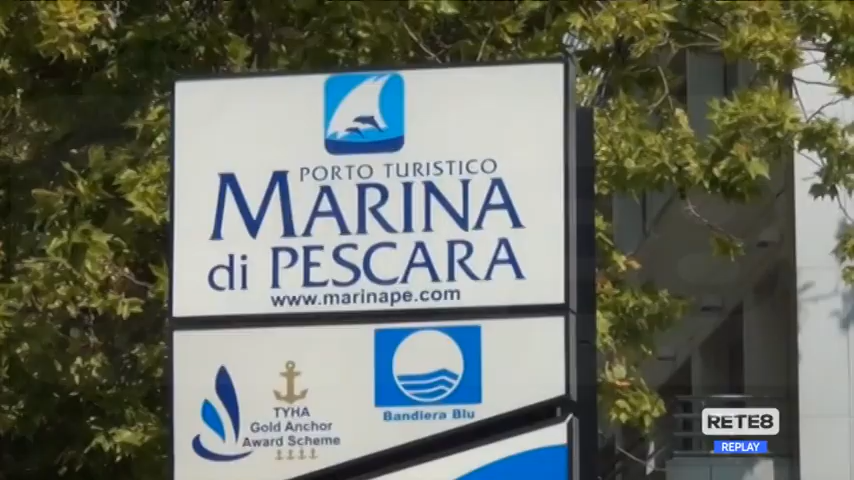 PORTO TURISTICO
MARINA
di PESCARA
www.marinape.com
TYHA
Gold Anchor
Award Scheme
Bandiera Blu
RETE8
REPLAY